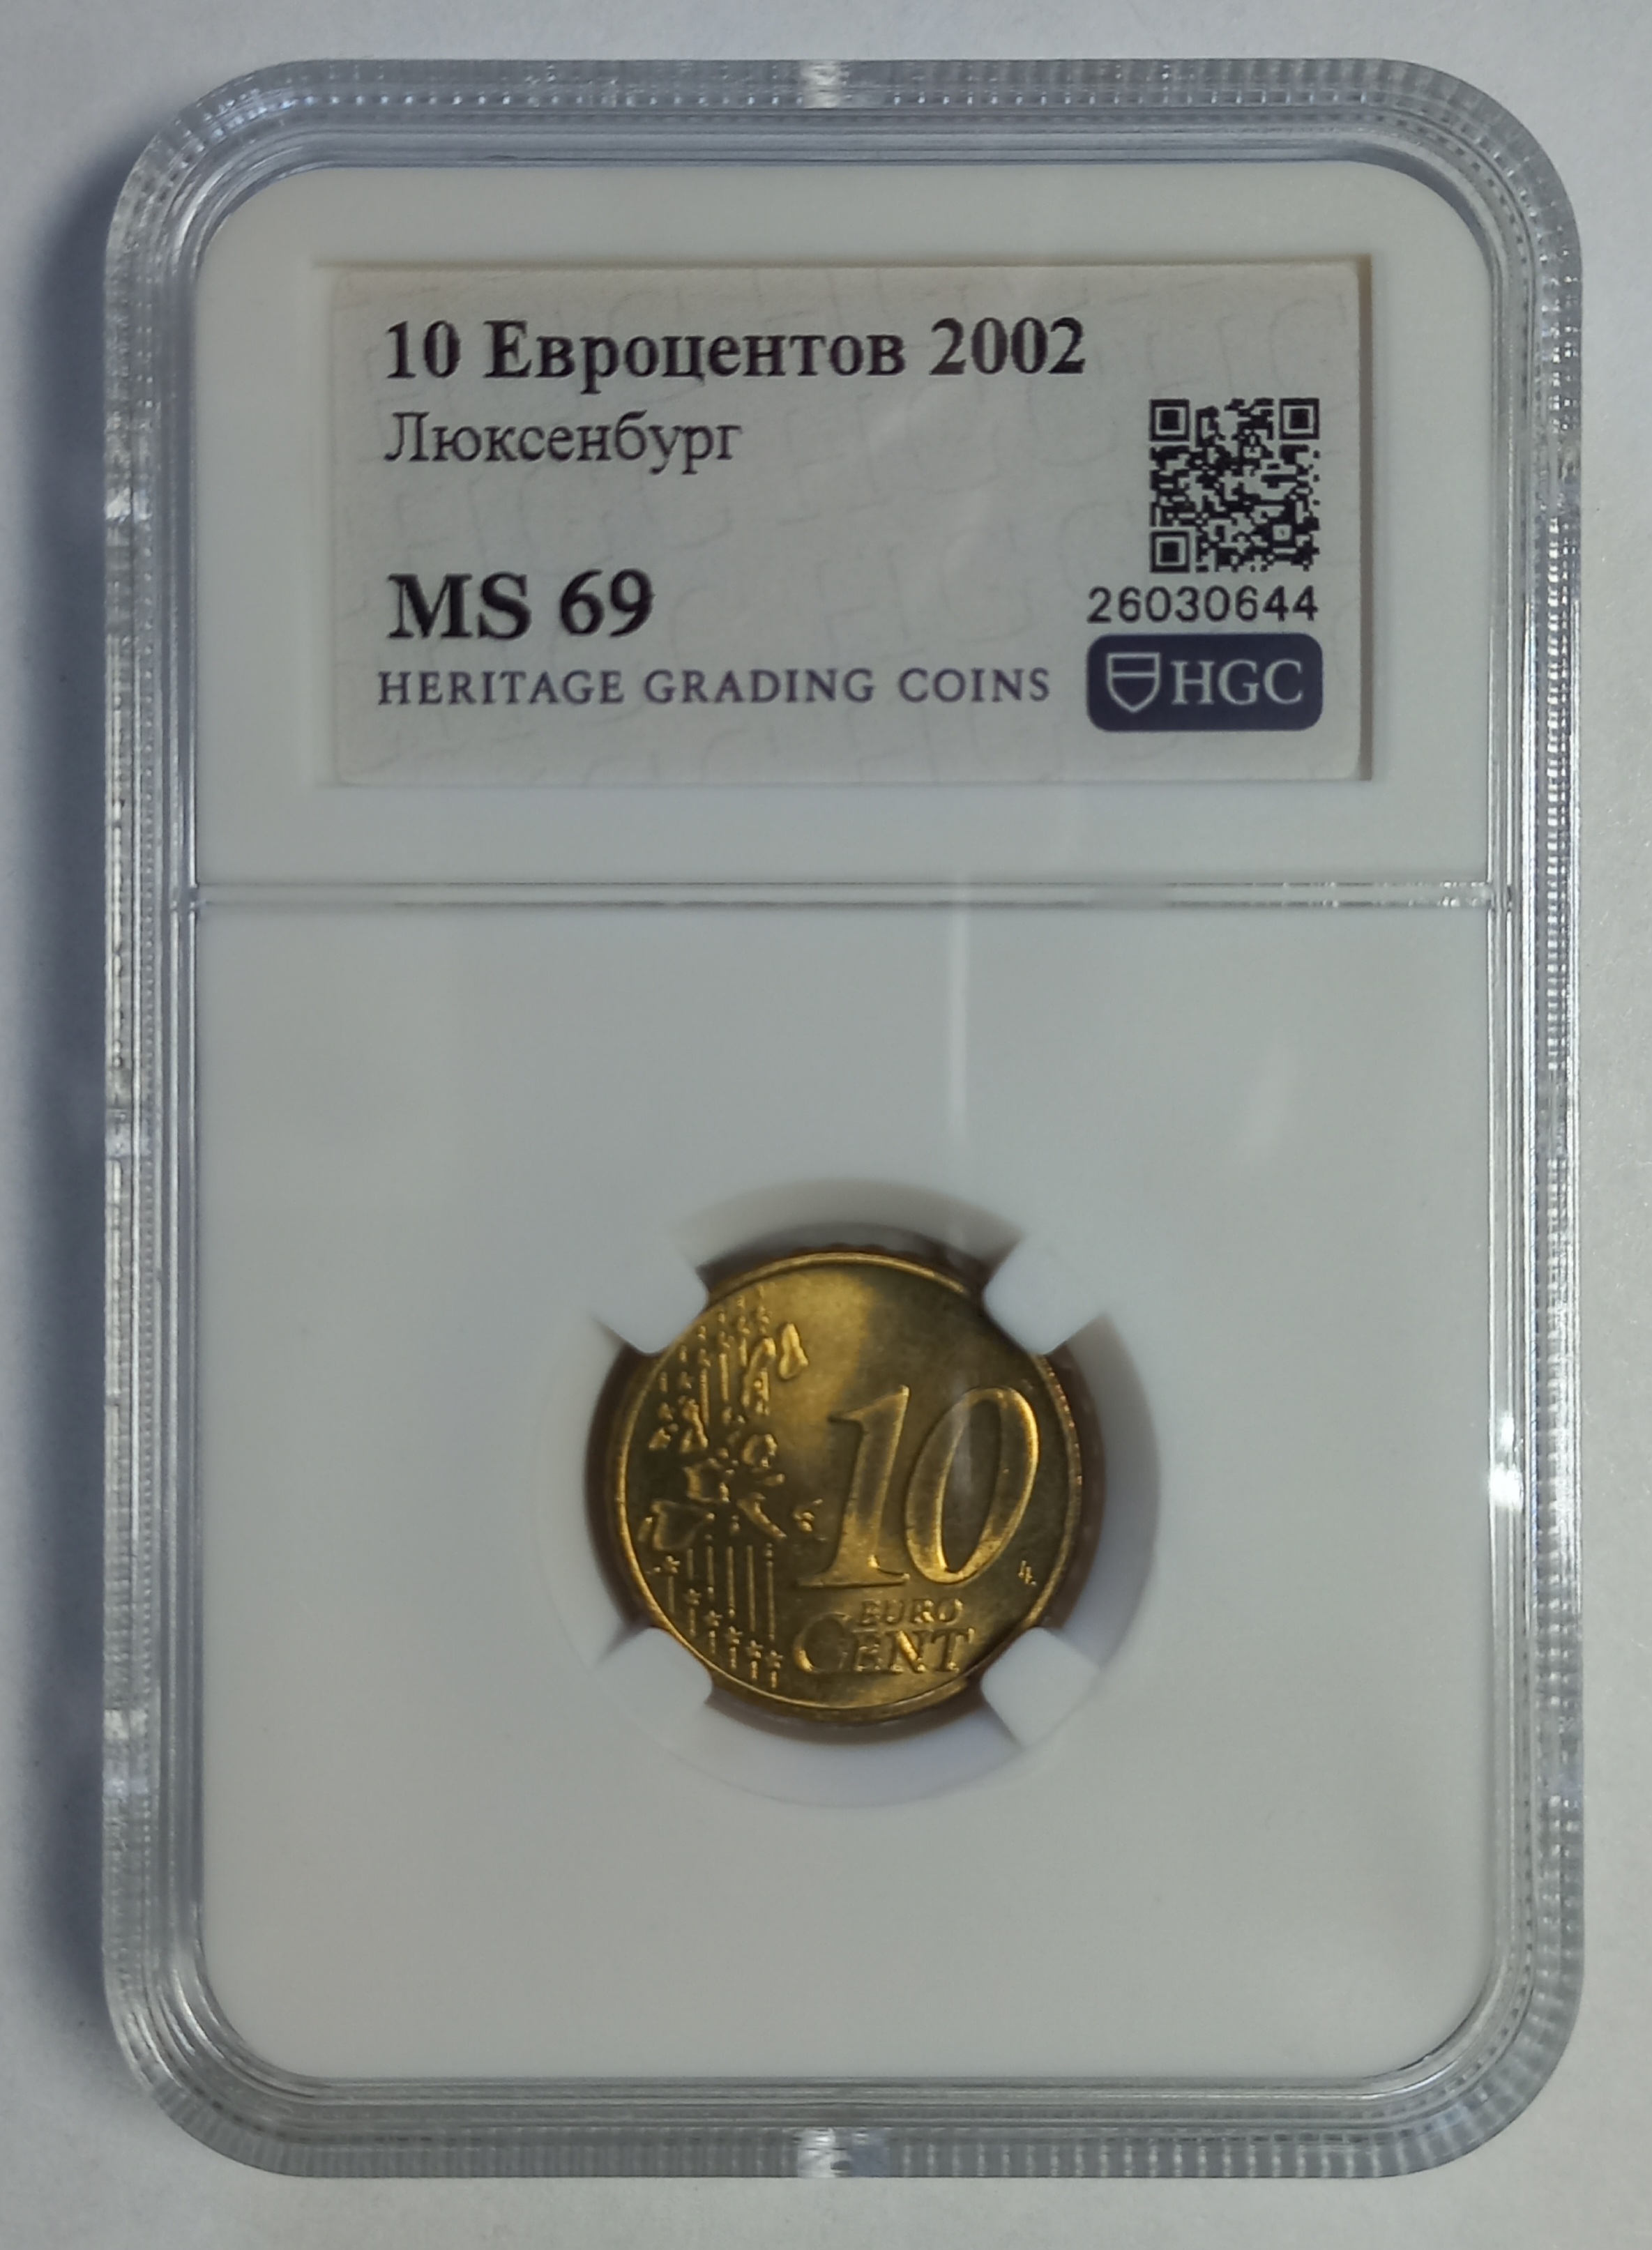 10 Евроцентов 2002
Люксенбург
MS 69
26030644
HERITAGE GRADING COINS
HGC
10
EURO
CENT